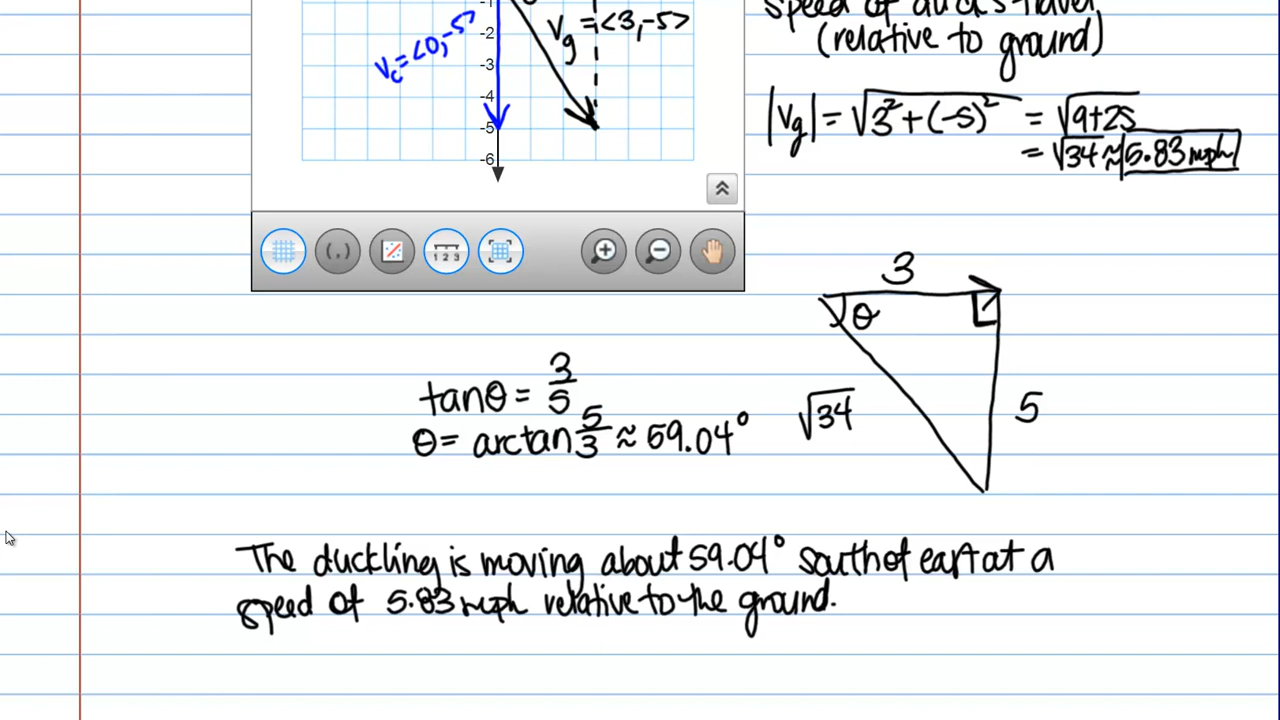 -1
-2
-3
-4
-5
-6
V_c = <0, -5>
V_g = <3, -5>
speed of duck's travel
(relative to ground)
|V_g| = √3² + (-5)² = √9+25
= √34 ≈ 5.83 mph
( , )
1 2 3
3
θ
√34
5
tanθ = 3/5
θ = arctan 5/3 ≈ 59.04°
The duckling is moving about 59.04° south of east at a
speed of 5.83 mph relative to the ground.